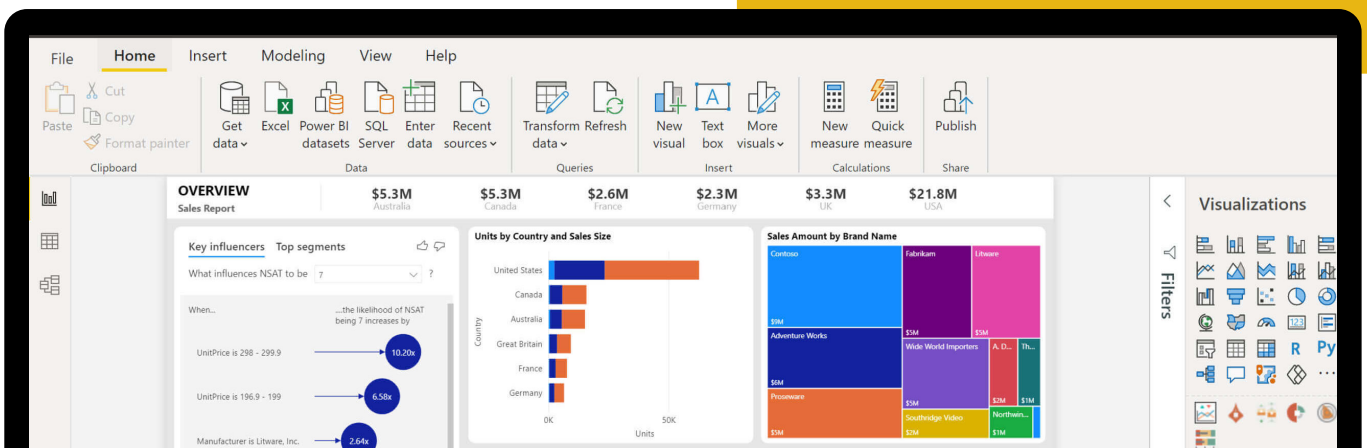 File Home Insert Modeling View Help
Paste
Cut
Copy
Format painter
Clipboard
Get data
Excel
Power BI datasets
SQL Server
Enter data
Recent sources
Data
Transform data
Refresh
Queries
New visual
Text box
More visuals
Insert
New measure
Quick measure
Calculations
Publish
Share
OVERVIEW
Sales Report
$5.3M
Australia
$5.3M
Canada
$2.6M
France
$2.3M
Germany
$3.3M
UK
$21.8M
USA
Key influencers Top segments
What influences NSAT to be 7 ?
When...
....the likelihood of NSAT
being 7 increases by
UnitPrice is 298 - 299.9
10.20x
UnitPrice is 196.9 - 199
6.58x
Manufacturer is Litware, Inc.
2.64x
Units by Country and Sales Size
Country
United States
Canada
Australia
Great Britain
France
Germany
0K 50K
Units
Sales Amount by Brand Name
Contoso
$9M
Fabrikam
$5M
Litware
$5M
Adventure Works
$6M
Wide World Importers
$5M
A. D...
$2M
Th...
$1M
Proseware
$5M
Southridge Video
$2M
Northwin...
$1M
Filters
Visualizations
123
R Py